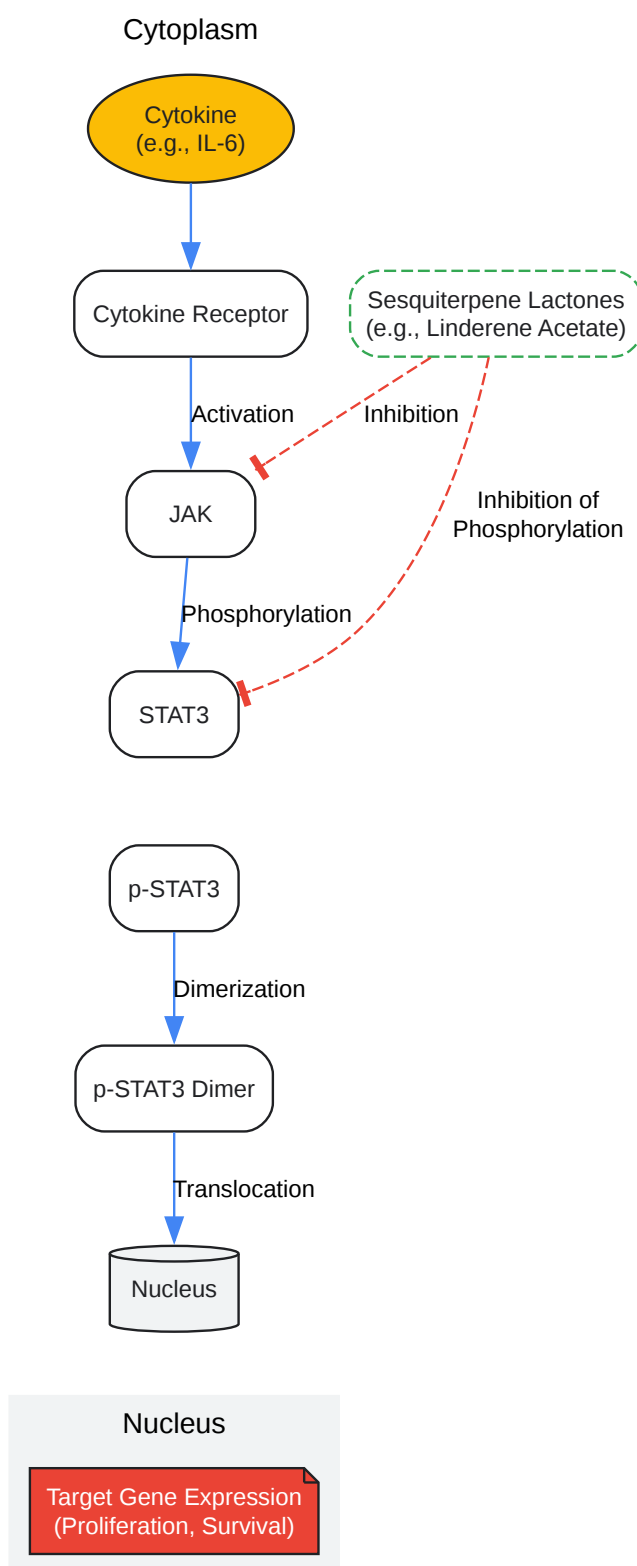 Cytoplasm
Cytokine
(e.g., IL-6)
Cytokine Receptor
Sesquiterpene Lactones
(e.g., Linderene Acetate)
Activation
Inhibition
JAK
Inhibition of
Phosphorylation
Phosphorylation
STAT3
p-STAT3
Dimerization
p-STAT3 Dimer
Translocation
Nucleus
Nucleus
Target Gene Expression
(Proliferation, Survival)